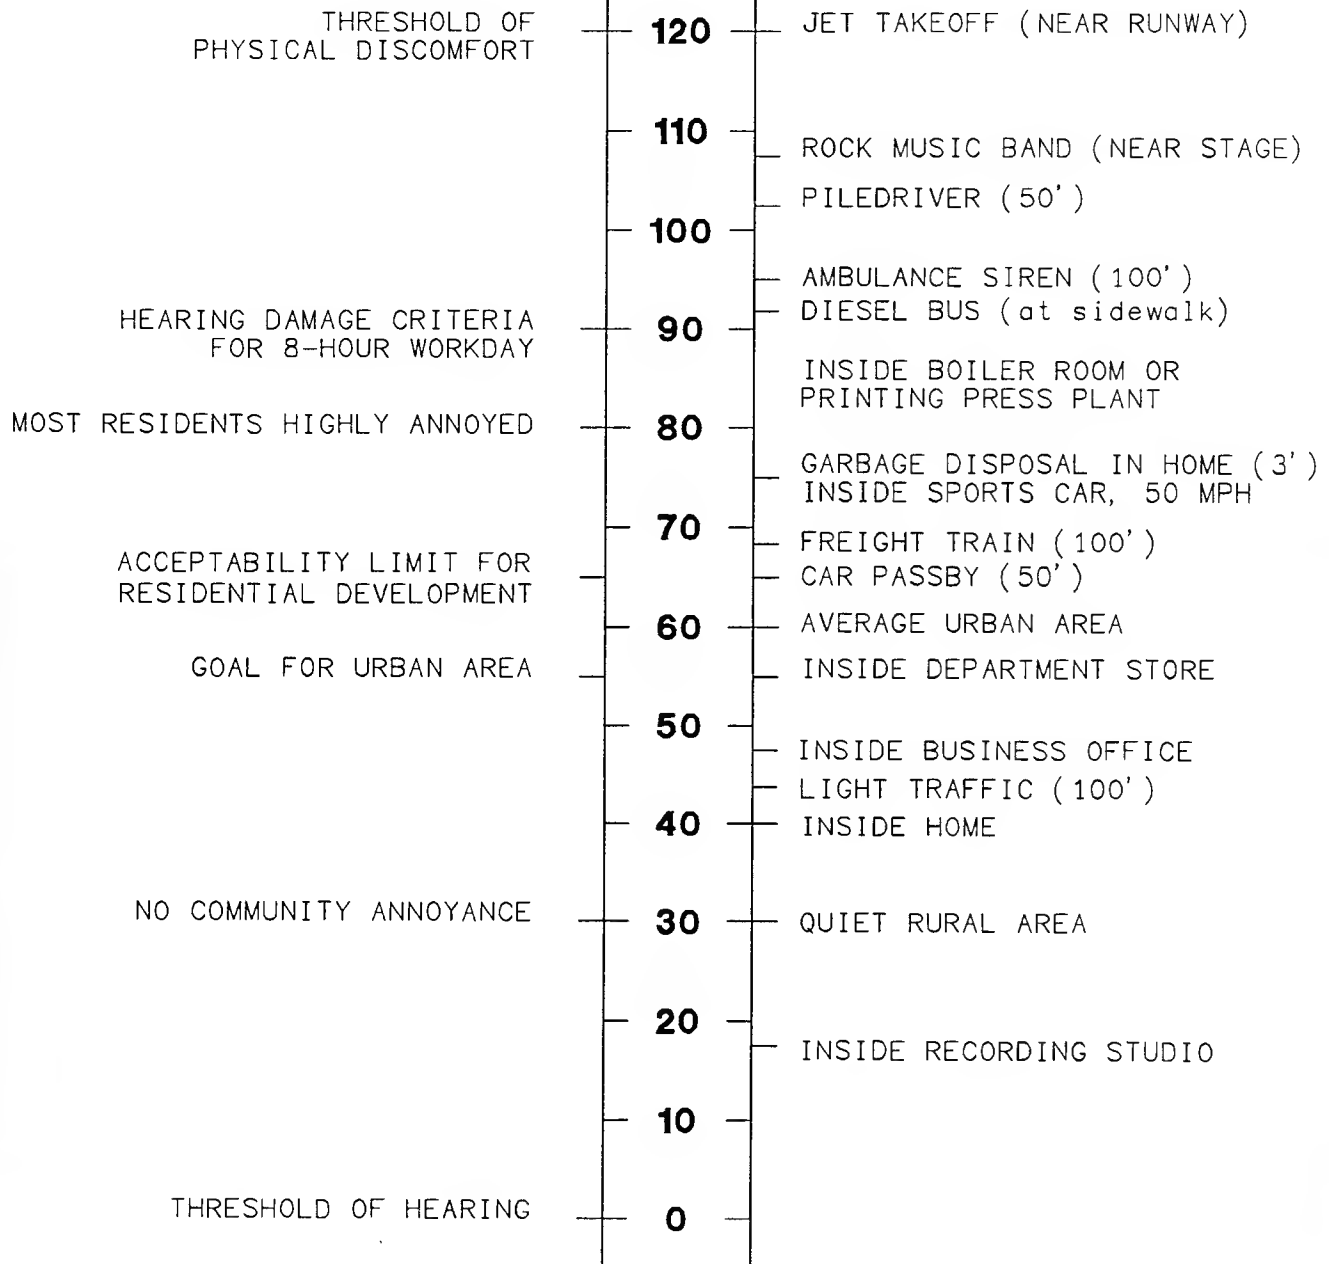 THRESHOLD OF
PHYSICAL DISCOMFORT
120
JET TAKEOFF (NEAR RUNWAY)
110
ROCK MUSIC BAND (NEAR STAGE)
PILEDRIVER (50')
100
AMBULANCE SIREN (100')
DIESEL BUS (at sidewalk)
HEARING DAMAGE CRITERIA
FOR 8-HOUR WORKDAY
90
INSIDE BOILER ROOM OR
PRINTING PRESS PLANT
MOST RESIDENTS HIGHLY ANNOYED
80
GARBAGE DISPOSAL IN HOME (3')
INSIDE SPORTS CAR, 50 MPH
70
FREIGHT TRAIN (100')
ACCEPTABILITY LIMIT FOR
RESIDENTIAL DEVELOPMENT
CAR PASSBY (50')
60
AVERAGE URBAN AREA
GOAL FOR URBAN AREA
INSIDE DEPARTMENT STORE
50
INSIDE BUSINESS OFFICE
LIGHT TRAFFIC (100')
40
INSIDE HOME
NO COMMUNITY ANNOYANCE
30
QUIET RURAL AREA
20
INSIDE RECORDING STUDIO
10
THRESHOLD OF HEARING
0